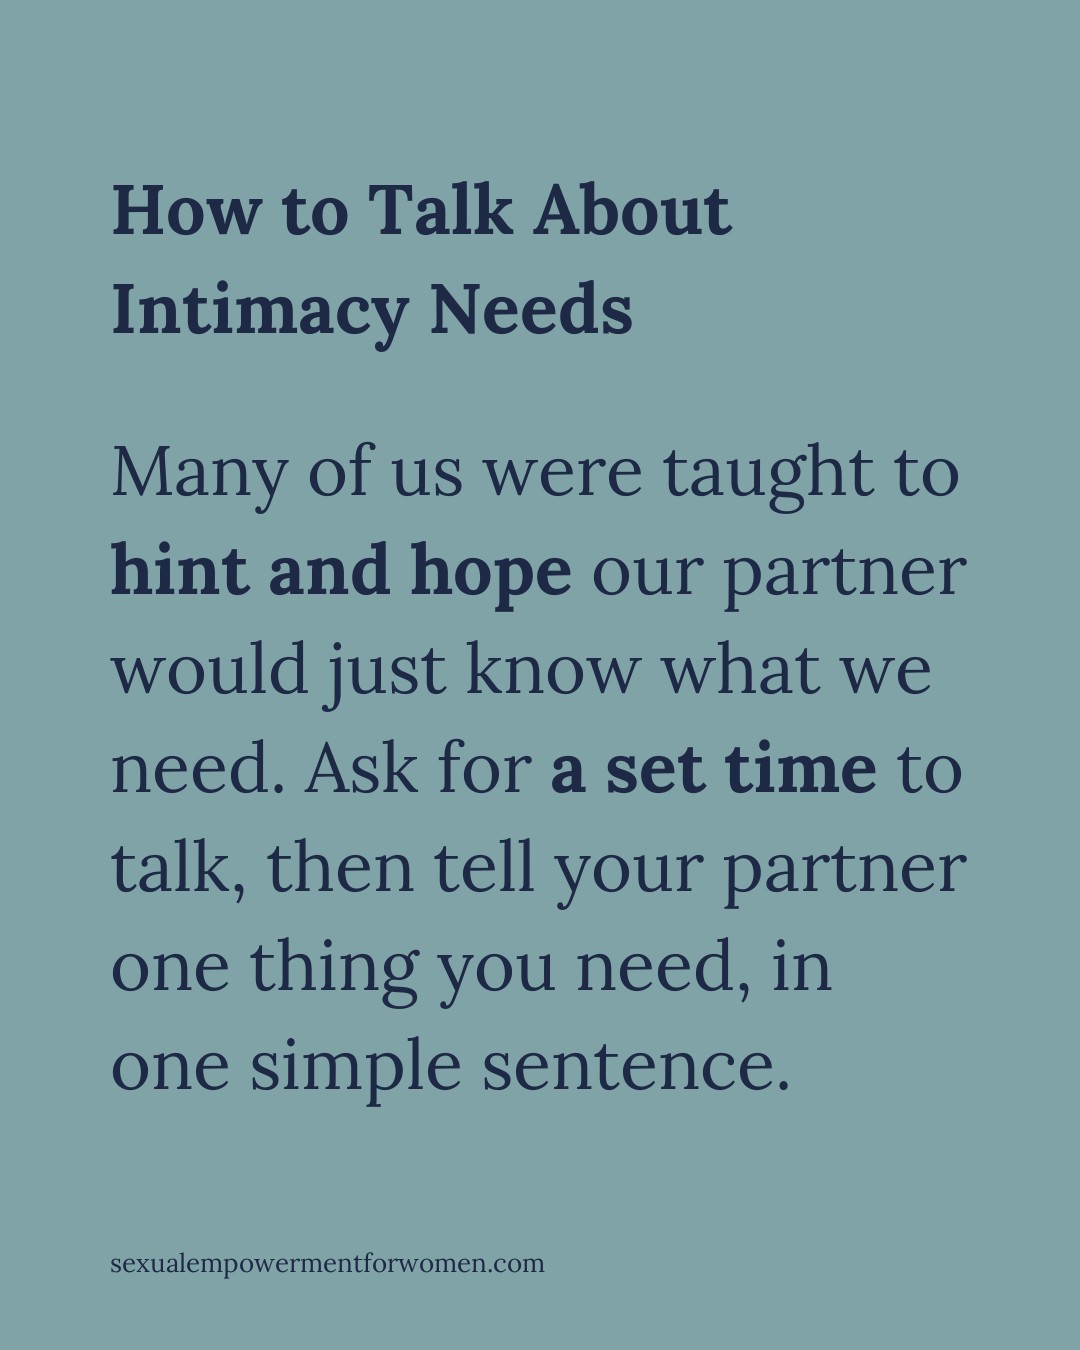 How to Talk About
Intimacy Needs
Many of us were taught to
hint and hope our partner
would just know what we
need. Ask for a set time to
talk, then tell your partner
one thing you need, in
one simple sentence.
sexualempowermentforwomen.com